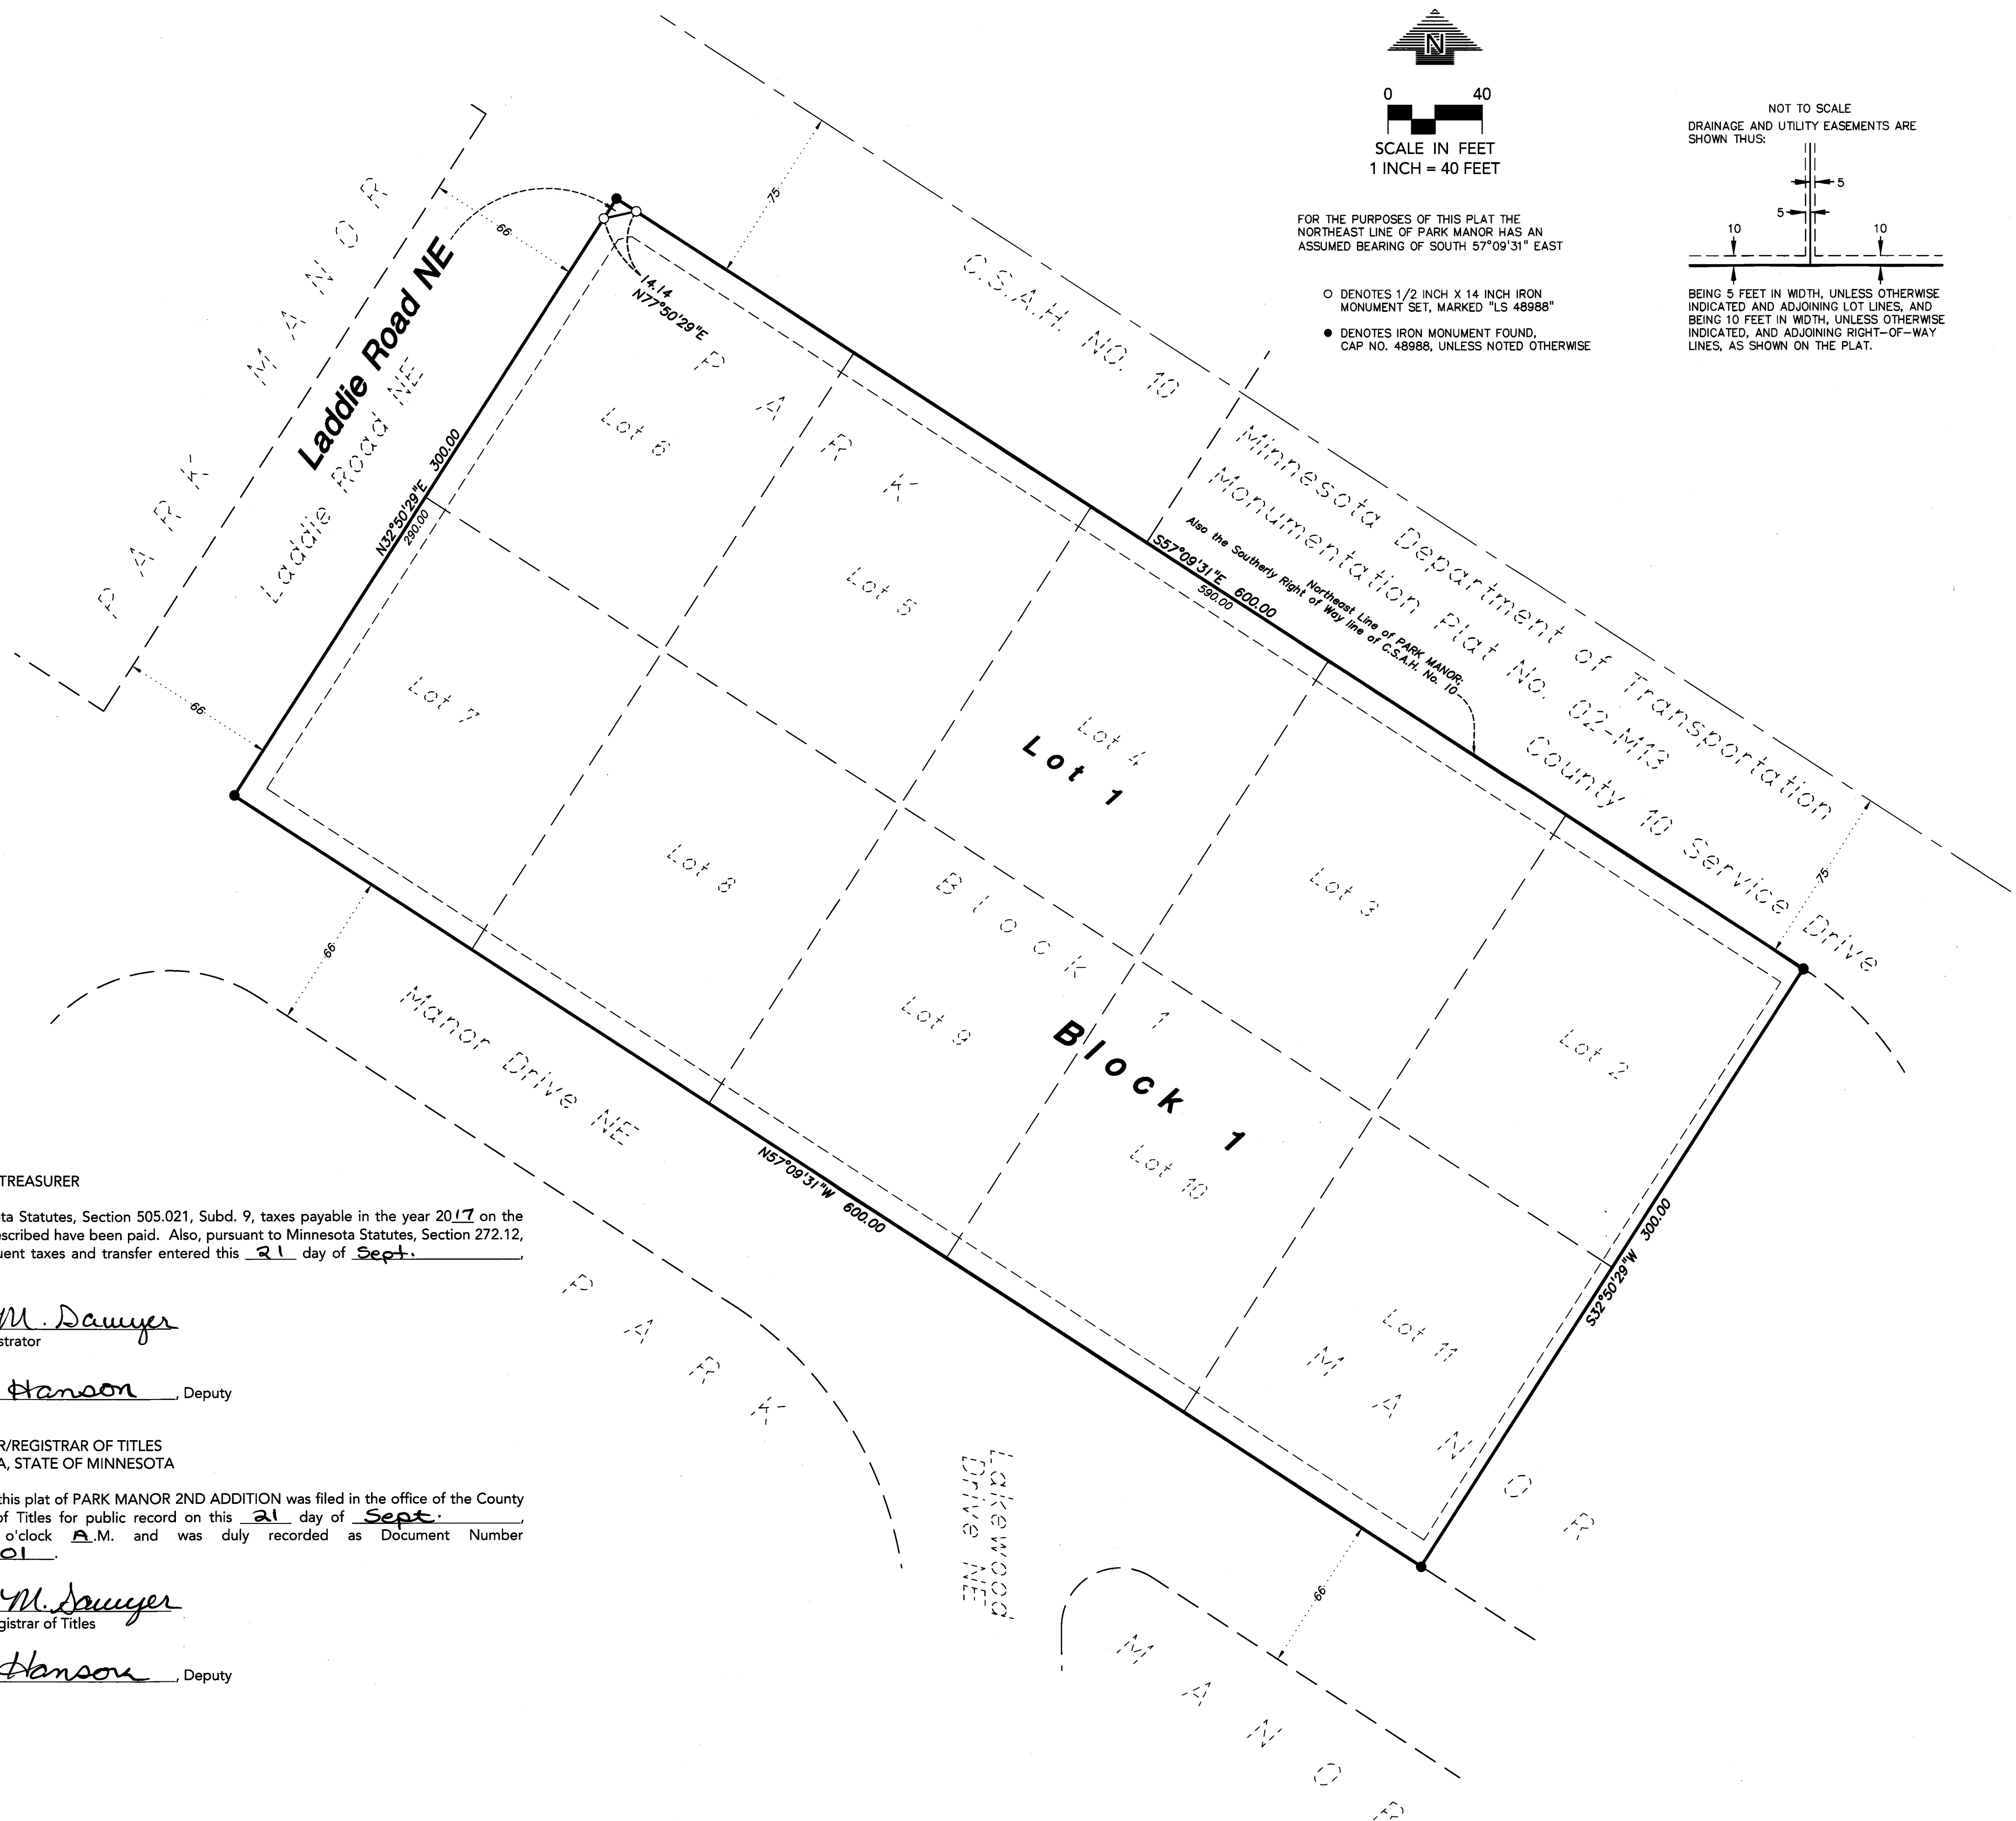 N
0 40
SCALE IN FEET
1 INCH = 40 FEET
FOR THE PURPOSES OF THIS PLAT THE
NORTHEAST LINE OF PARK MANOR HAS AN
ASSUMED BEARING OF SOUTH 57°09'31" EAST
DENOTES 1/2 INCH X 14 INCH IRON
MONUMENT SET, MARKED "LS 48988"
DENOTES IRON MONUMENT FOUND,
CAP NO. 48988, UNLESS NOTED OTHERWISE
NOT TO SCALE
DRAINAGE AND UTILITY EASEMENTS ARE
SHOWN THUS:
5
5
10 10
BEING 5 FEET IN WIDTH, UNLESS OTHERWISE
INDICATED AND ADJOINING LOT LINES, AND
BEING 10 FEET IN WIDTH, UNLESS OTHERWISE
INDICATED, AND ADJOINING RIGHT-OF-WAY
LINES, AS SHOWN ON THE PLAT.
PARK MANOR
Laddie Road NE
Laddie Road NE
66
66
75
14.14
N77°50'29"E
N32°50'29"E 300.00
290.00
C.S.A.H. NO. 10
Minnesota Department of Transportation
Monumentation Plat No. 02-M13
County 10 Service Drive
S57°09'31"E 600.00
590.00
Northeast Line of PARK MANOR;
Also the Southerly Right of Way line of C.S.A.H. No. 10
75
PARK
Lot 6
Lot 5
Lot 4
Lot 1
Lot 3
Lot 2
Lot 7
Lot 8
Lot 9
Block 1
Block 1
Lot 10
Lot 11
MANOR
S32°50'29"W 300.00
N57°09'31"W 600.00
66
Manor Drive NE
PARK
Lakewood
Drive NE
66
MANOR
TREASURER
ta Statutes, Section 505.021, Subd. 9, taxes payable in the year 2017 on the
escribed have been paid. Also, pursuant to Minnesota Statutes, Section 272.12,
uent taxes and transfer entered this 21 day of Sept.,
M. Sawyer
strator
Hanson, Deputy
R/REGISTRAR OF TITLES
A, STATE OF MINNESOTA
this plat of PARK MANOR 2ND ADDITION was filed in the office of the County
of Titles for public record on this 21 day of Sept.,
o'clock A.M. and was duly recorded as Document Number
01.
M. Sawyer
gistrar of Titles
Hanson, Deputy